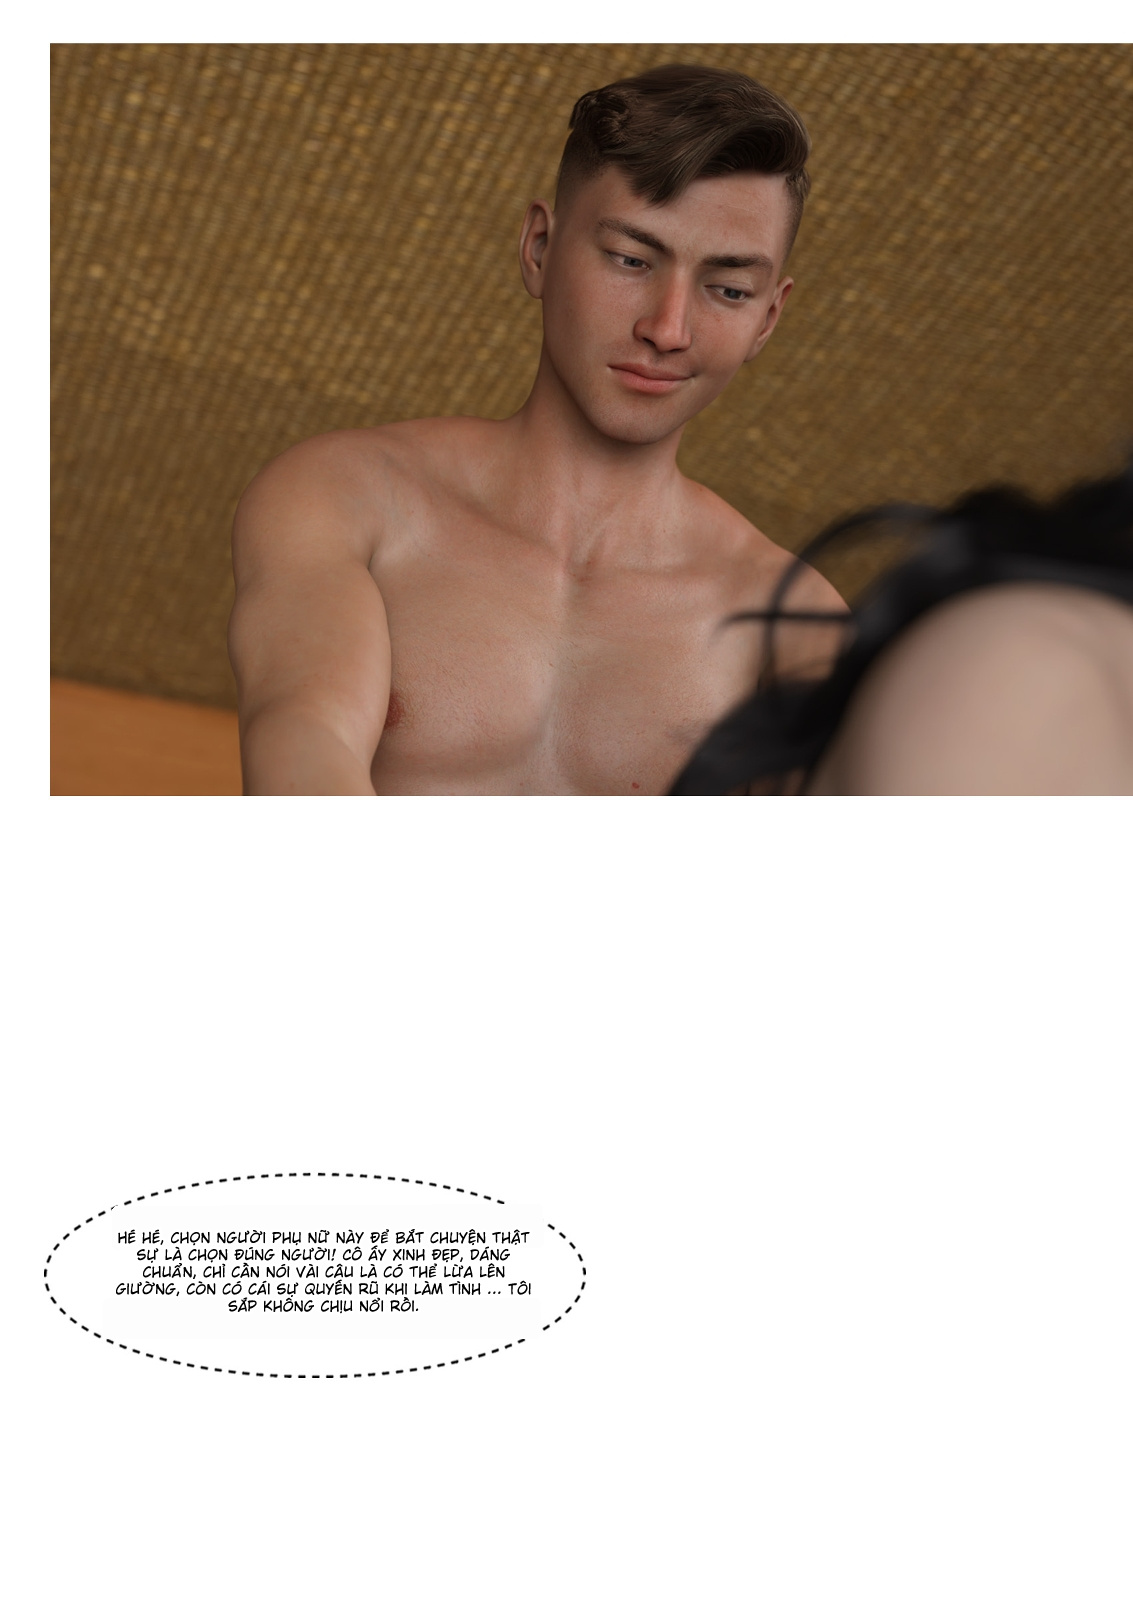 HÉ HÉ, CHỌN NGƯỜI PHỤ NỮ NÀY ĐỂ BẮT CHUYỆN THẬT
SỰ LÀ CHỌN ĐÚNG NGƯỜI! CÔ ẤY XINH ĐẸP, DÁNG
CHUẨN, CHỈ CẦN NÓI VÀI CÂU LÀ CÓ THỂ LỪA LÊN
GIƯỜNG, CÒN CÓ CÁI SỰ QUYẾN RŨ KHI LÀM TÌNH ... TÔI
SẮP KHÔNG CHỊU NỔI RỒI.